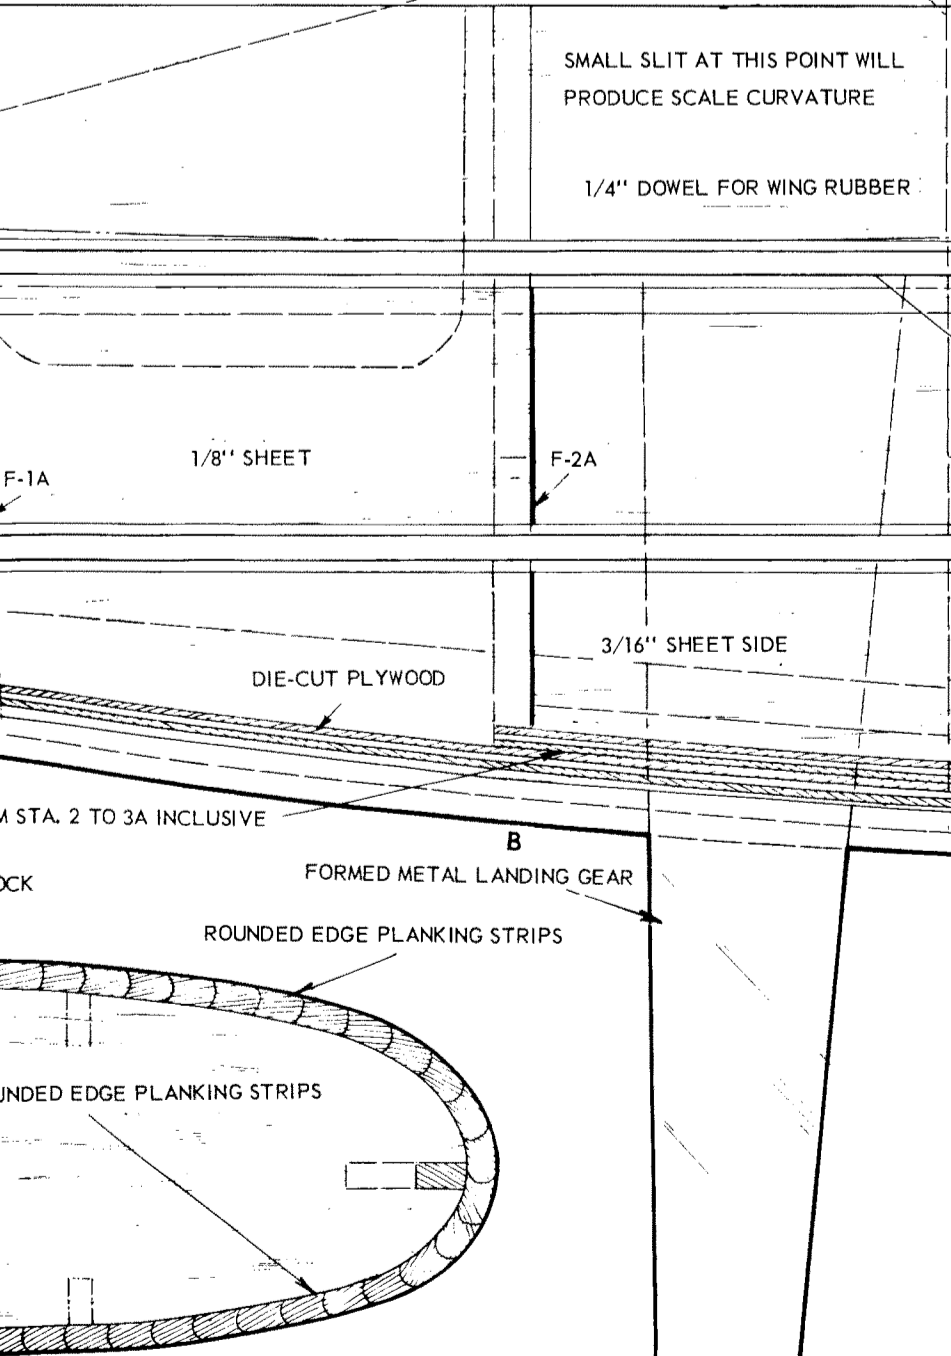 SMALL SLIT AT THIS POINT WILL
PRODUCE SCALE CURVATURE
1/4" DOWEL FOR WING RUBBER
1/8" SHEET
F-1A
F-2A
3/16" SHEET SIDE
DIE-CUT PLYWOOD
STA. 2 TO 3A INCLUSIVE
B
FORMED METAL LANDING GEAR
ROUNDED EDGE PLANKING STRIPS
EDGE PLANKING STRIPS